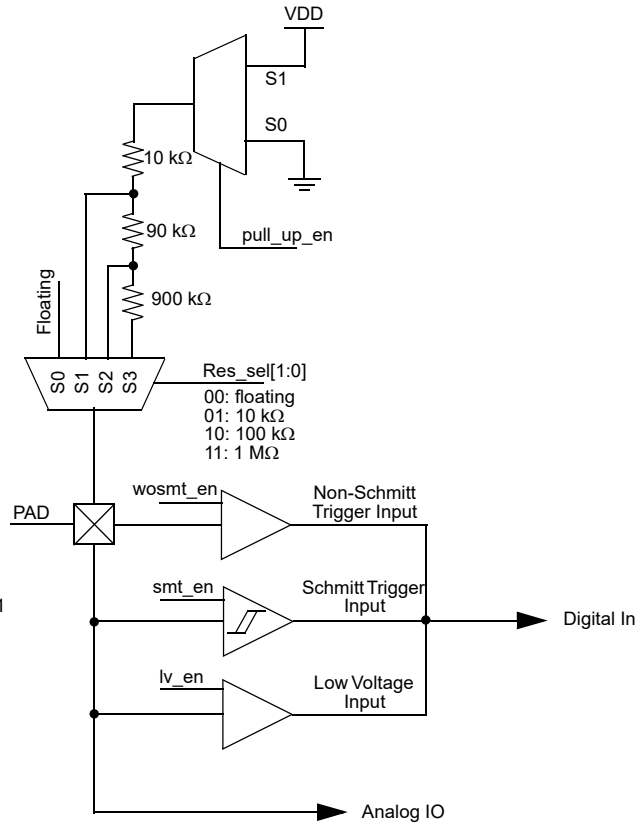 VDD
S1
S0
10 kΩ
pull_up_en
90 kΩ
900 kΩ
Floating
S0
S1
S2
S3
Res_sel[1:0]
00: floating
01: 10 kΩ
10: 100 kΩ
11: 1 MΩ
wosmt_en
Non-Schmitt
Trigger Input
PAD
smt_en
Schmitt Trigger
Input
Digital In
lv_en
Low Voltage
Input
Analog IO